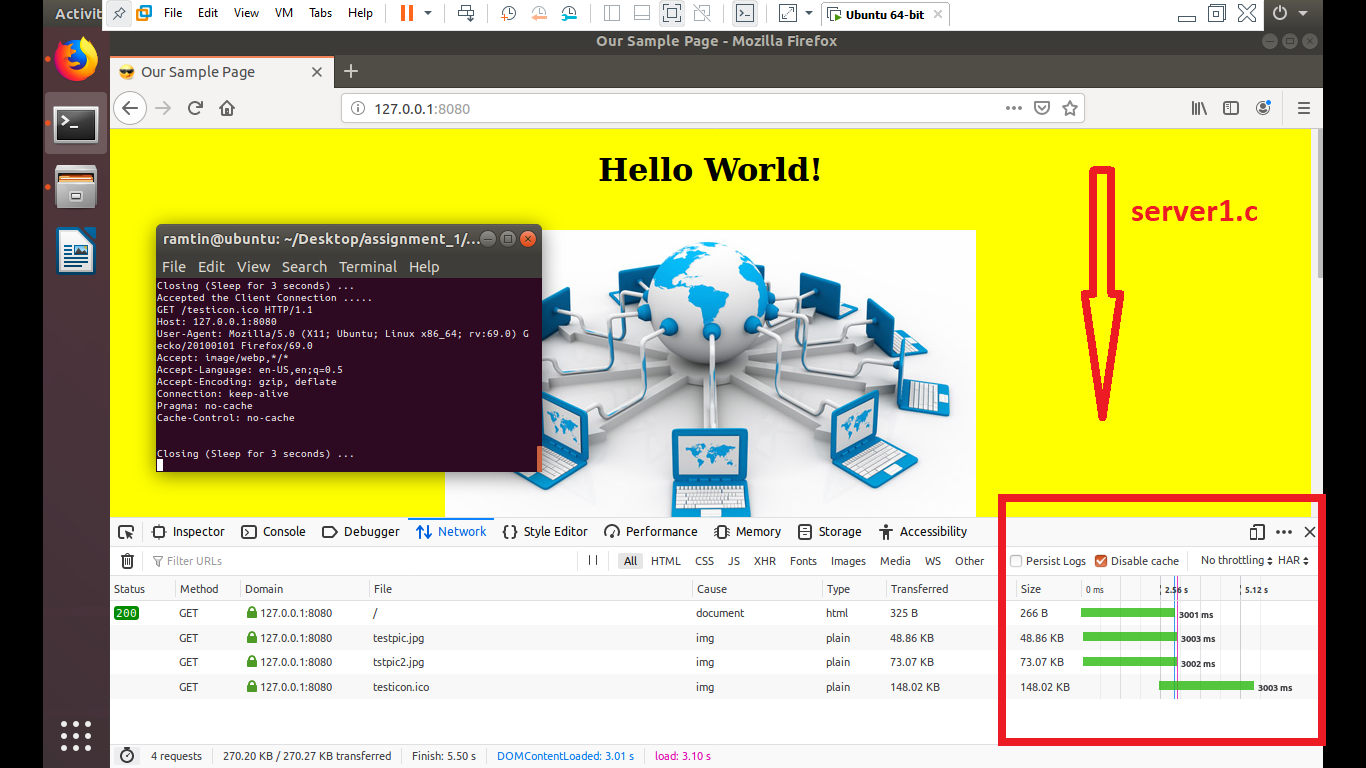 Activit
File Edit View VM Tabs Help
Ubuntu 64-bit
Our Sample Page - Mozilla Firefox
Our Sample Page
127.0.0.1:8080
Hello World!
server1.c
ramtin@ubuntu: ~/Desktop/assignment_1/...
File Edit View Search Terminal Help
Closing (Sleep for 3 seconds) ...
Accepted the Client Connection .....
GET /testicon.ico HTTP/1.1
Host: 127.0.0.1:8080
User-Agent: Mozilla/5.0 (X11; Ubuntu; Linux x86_64; rv:69.0) G
ecko/20100101 Firefox/69.0
Accept: image/webp,*/*
Accept-Language: en-US,en;q=0.5
Accept-Encoding: gzip, deflate
Connection: keep-alive
Pragma: no-cache
Cache-Control: no-cache
Closing (Sleep for 3 seconds) ...
Inspector Console Debugger Network Style Editor Performance Memory Storage Accessibility
Filter URLs All HTML CSS JS XHR Fonts Images Media WS Other Persist Logs Disable cache No throttling HAR
Status Method Domain File Cause Type Transferred Size 0 ms 2.56 s 5.12 s
200 GET 127.0.0.1:8080 / document html 325 B 266 B 3001 ms
GET 127.0.0.1:8080 testpic.jpg img plain 48.86 KB 48.86 KB 3003 ms
GET 127.0.0.1:8080 tstpic2.jpg img plain 73.07 KB 73.07 KB 3002 ms
GET 127.0.0.1:8080 testicon.ico img plain 148.02 KB 148.02 KB 3003 ms
4 requests 270.20 KB / 270.27 KB transferred Finish: 5.50 s DOMContentLoaded: 3.01 s load: 3.10 s